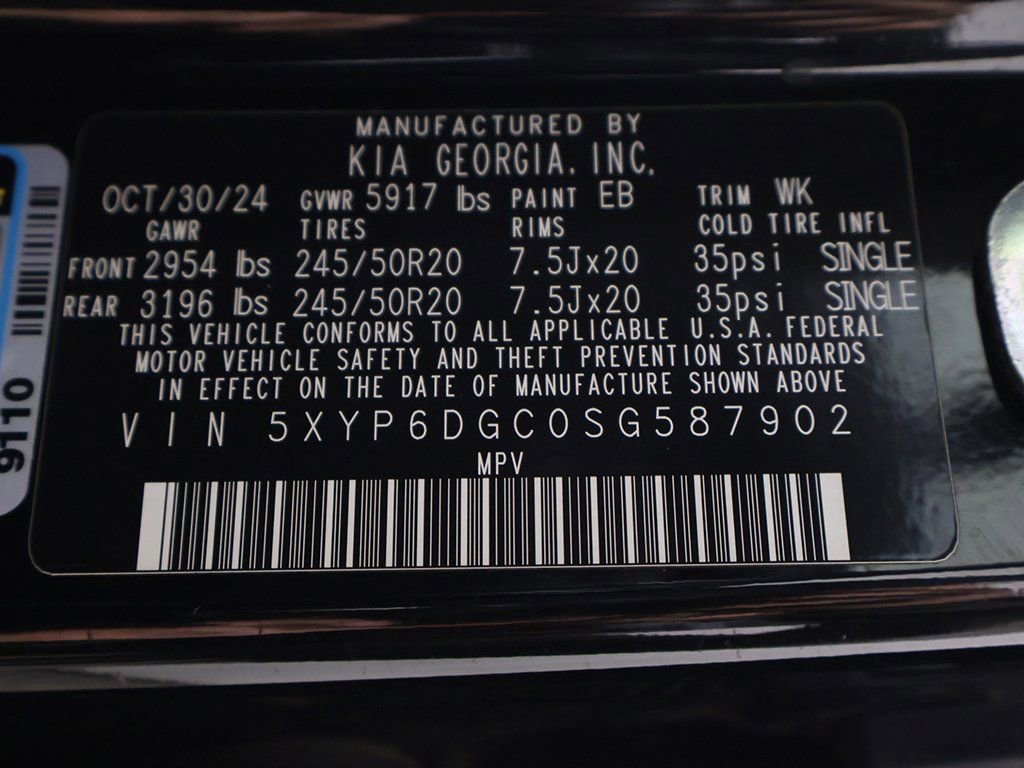 MANUFACTURED BY
KIA GEORGIA, INC.
OCT/30/24 GVWR 5917 lbs PAINT EB TRIM WK
GAWR TIRES RIMS COLD TIRE INFL
FRONT 2954 lbs 245/50R20 7.5Jx20 35psi SINGLE
REAR 3196 lbs 245/50R20 7.5Jx20 35psi SINGLE
THIS VEHICLE CONFORMS TO ALL APPLICABLE U.S.A. FEDERAL
MOTOR VEHICLE SAFETY AND THEFT PREVENTION STANDARDS
IN EFFECT ON THE DATE OF MANUFACTURE SHOWN ABOVE
VIN 5XYP6DGC0SG587902
MPV
9110